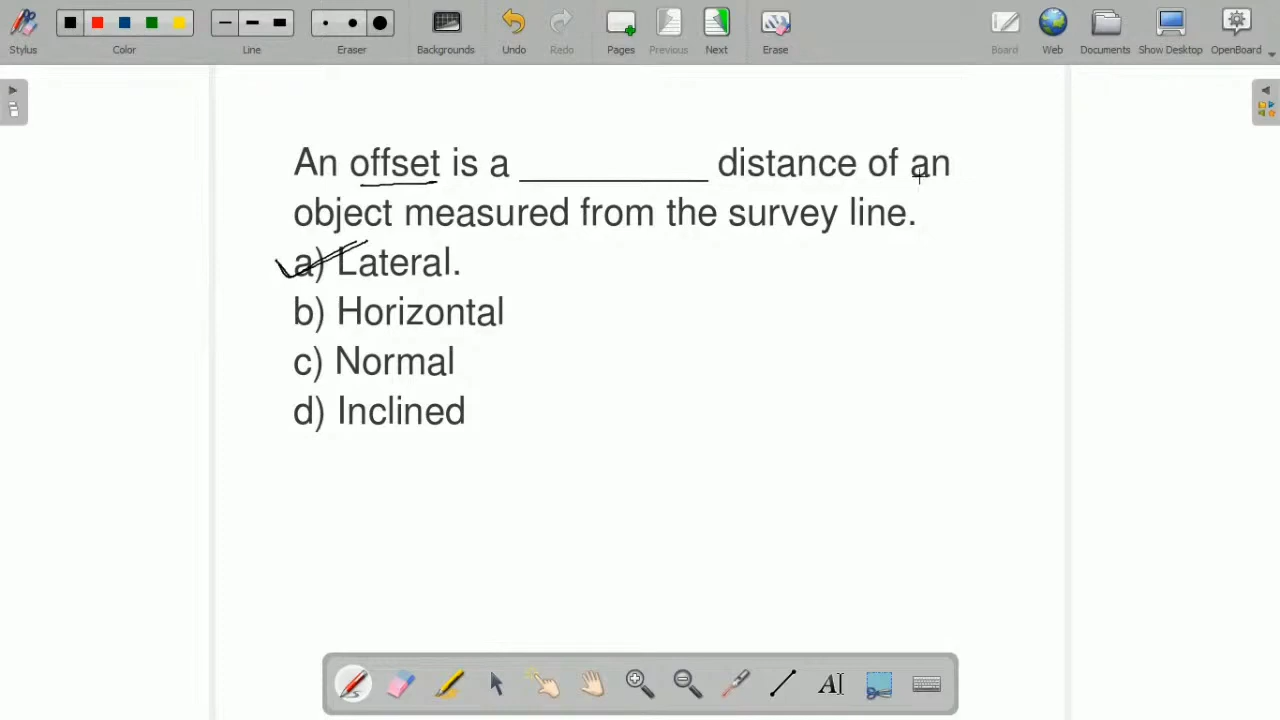 Stylus
Color
Line
Eraser
Backgrounds
Undo
Redo
Pages
Previous
Next
Erase
Board
Web
Documents
Show Desktop
OpenBoard
An offset is a __________ distance of an
object measured from the survey line.
a) Lateral.
b) Horizontal
c) Normal
d) Inclined